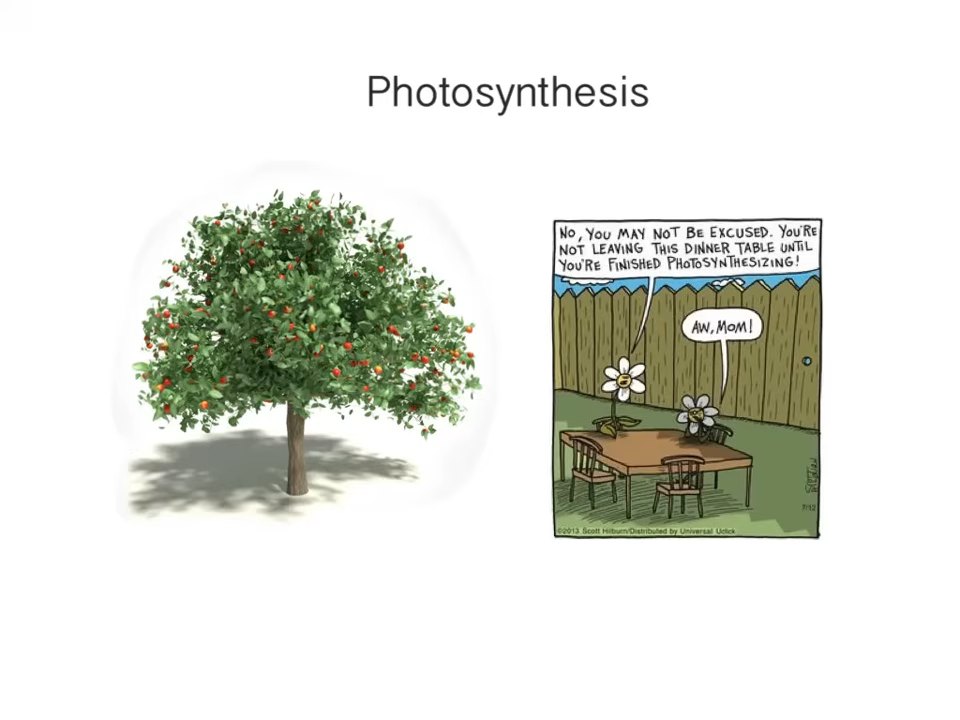 Photosynthesis
NO, YOU MAY NOT BE EXCUSED. YOU'RE
NOT LEAVING THIS DINNER TABLE UNTIL
YOU'RE FINISHED PHOTOSYNTHESIZING!
AW, MOM!
©2013 Scott Hilburn/Distributed by Universal Uclick